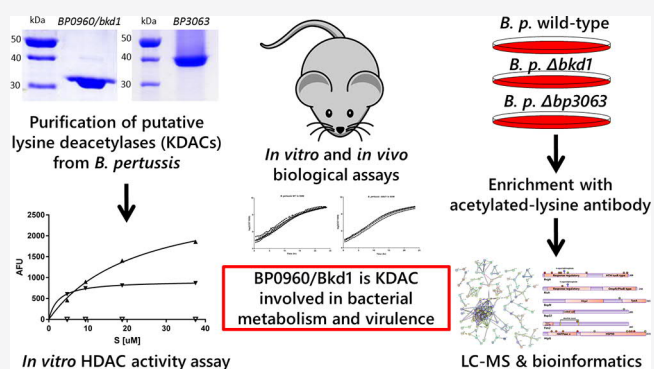 kDa BP0960/bkd1
50
40
30
kDa BP3063
50
40
30
Purification of putative
lysine deacetylases (KDACs)
from B. pertussis
2500
2000
1500
1000
500
0
AFU
0 10 20 30 40
S [uM]
In vitro HDAC activity assay
In vitro and in vivo
biological assays
BP0960/Bkd1 is KDAC
involved in bacterial
metabolism and virulence
B. p. wild-type
B. p. Δbkd1
B. p. Δbp3063
Enrichment with
acetylated-lysine antibody
LC-MS & bioinformatics